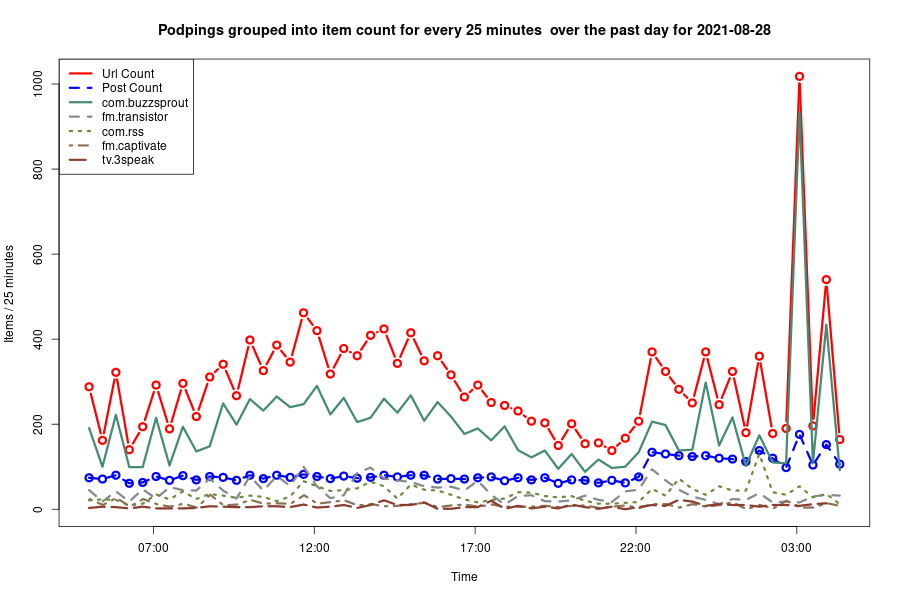 Podpings grouped into item count for every 25 minutes  over the past day for 2021-08-28
Url Count
Post Count
com.buzzsprout
fm.transistor
com.rss
fm.captivate
tv.3speak
Items / 25 minutes
1000
800
600
400
200
0
07:00 12:00 17:00 22:00 03:00
Time